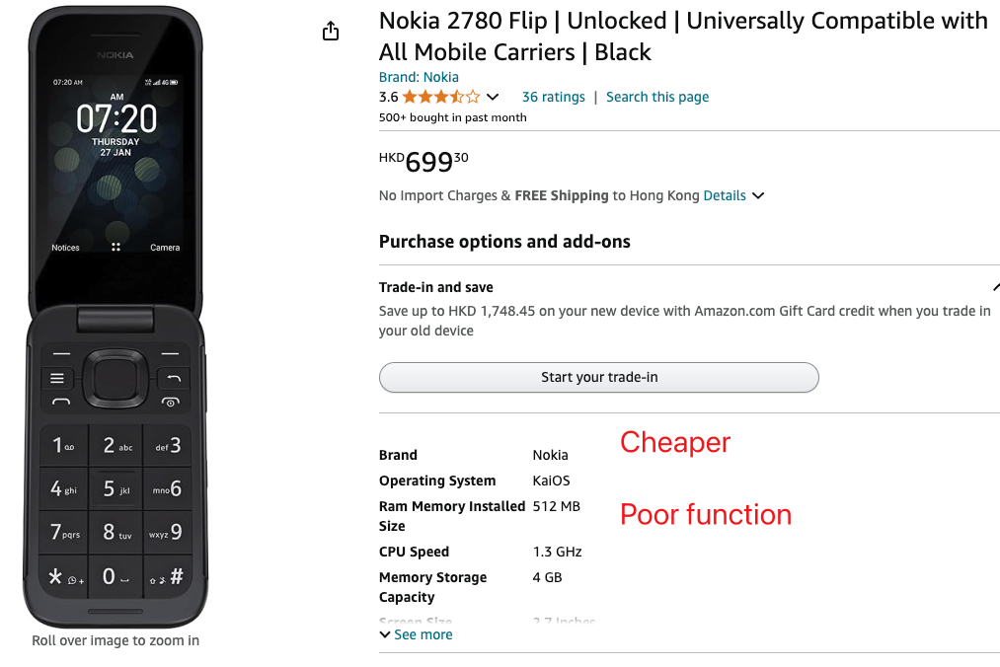 NOKIA
07:20 AM
4G
AM
07:20
THURSDAY
27 JAN
Notices
Camera
1
2 abc
def 3
4 ghi
5 jkl
mno 6
7 pqrs
8 tuv
wxyz 9
* +
0
#
Roll over image to zoom in
Nokia 2780 Flip | Unlocked | Universally Compatible with
All Mobile Carriers | Black
Brand: Nokia
3.6
36 ratings | Search this page
500+ bought in past month
HKD69930
No Import Charges & FREE Shipping to Hong Kong Details
Purchase options and add-ons
Trade-in and save
Save up to HKD 1,748.45 on your new device with Amazon.com Gift Card credit when you trade in
your old device
Start your trade-in
Cheaper
Brand Nokia
Operating System KaiOS
Poor function
Ram Memory Installed 512 MB
Size
CPU Speed 1.3 GHz
Memory Storage 4 GB
Capacity
Screen Size 2.7 Inches
See more